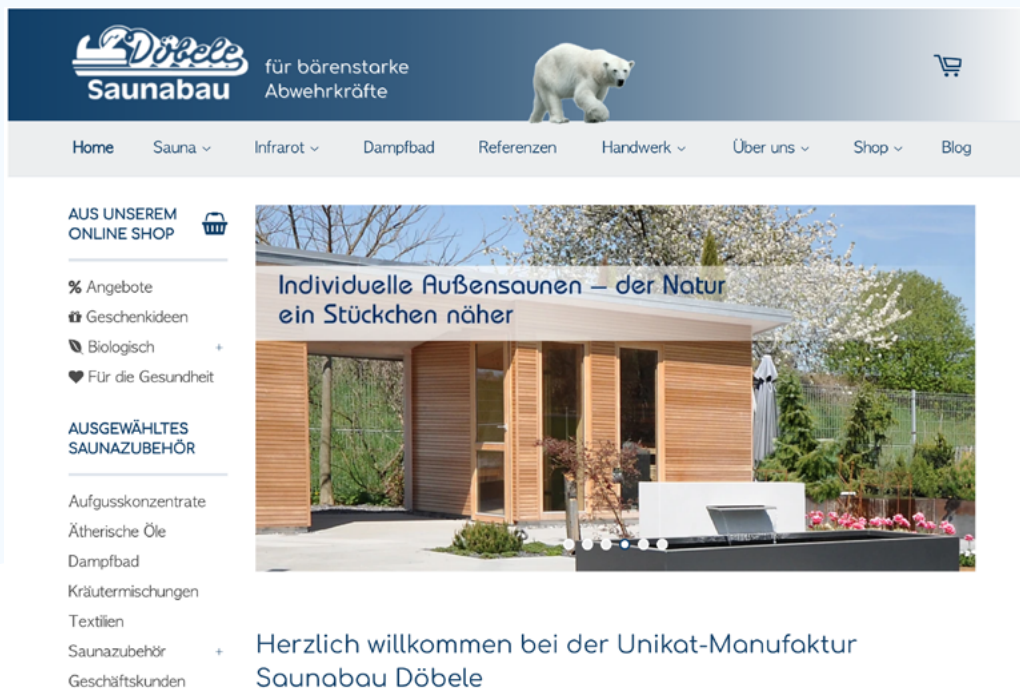 Döbele
Saunabau
für bärenstarke
Abwehrkräfte
Home Sauna Infrarot Dampfbad Referenzen Handwerk Über uns Shop Blog
AUS UNSEREM
ONLINE SHOP
% Angebote
Geschenkideen
Biologisch +
Für die Gesundheit
AUSGEWÄHLTES
SAUNAZUBEHÖR
Aufgusskonzentrate
Ätherische Öle
Dampfbad
Kräutermischungen
Textilien
Saunazubehör +
Geschäftskunden
Individuelle Außensaunen – der Natur
ein Stückchen näher
Herzlich willkommen bei der Unikat-Manufaktur
Saunabau Döbele